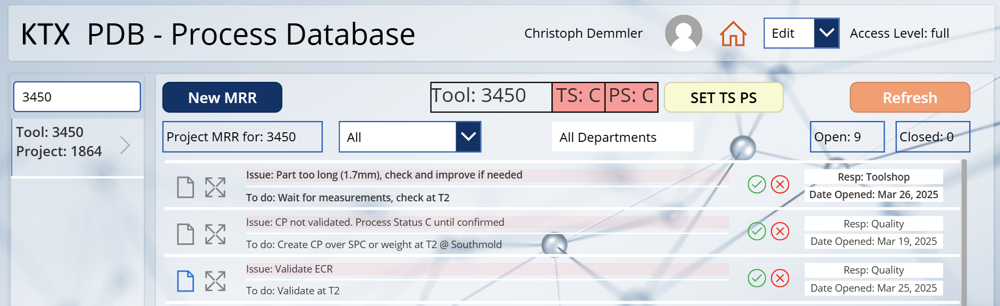 KTX PDB - Process Database
Christoph Demmler
Edit
Access Level: full
3450
Tool: 3450
Project: 1864
New MRR
Tool: 3450
TS: C
PS: C
SET TS PS
Refresh
Project MRR for: 3450
All
All Departments
Open: 9
Closed: 0
Issue: Part too long (1.7mm), check and improve if needed
To do: Wait for measurements, check at T2
Resp: Toolshop
Date Opened: Mar 26, 2025
Issue: CP not validated. Process Status C until confirmed
To do: Create CP over SPC or weight at T2 @ Southmold
Resp: Quality
Date Opened: Mar 19, 2025
Issue: Validate ECR
To do: Validate at T2
Resp: Quality
Date Opened: Mar 25, 2025